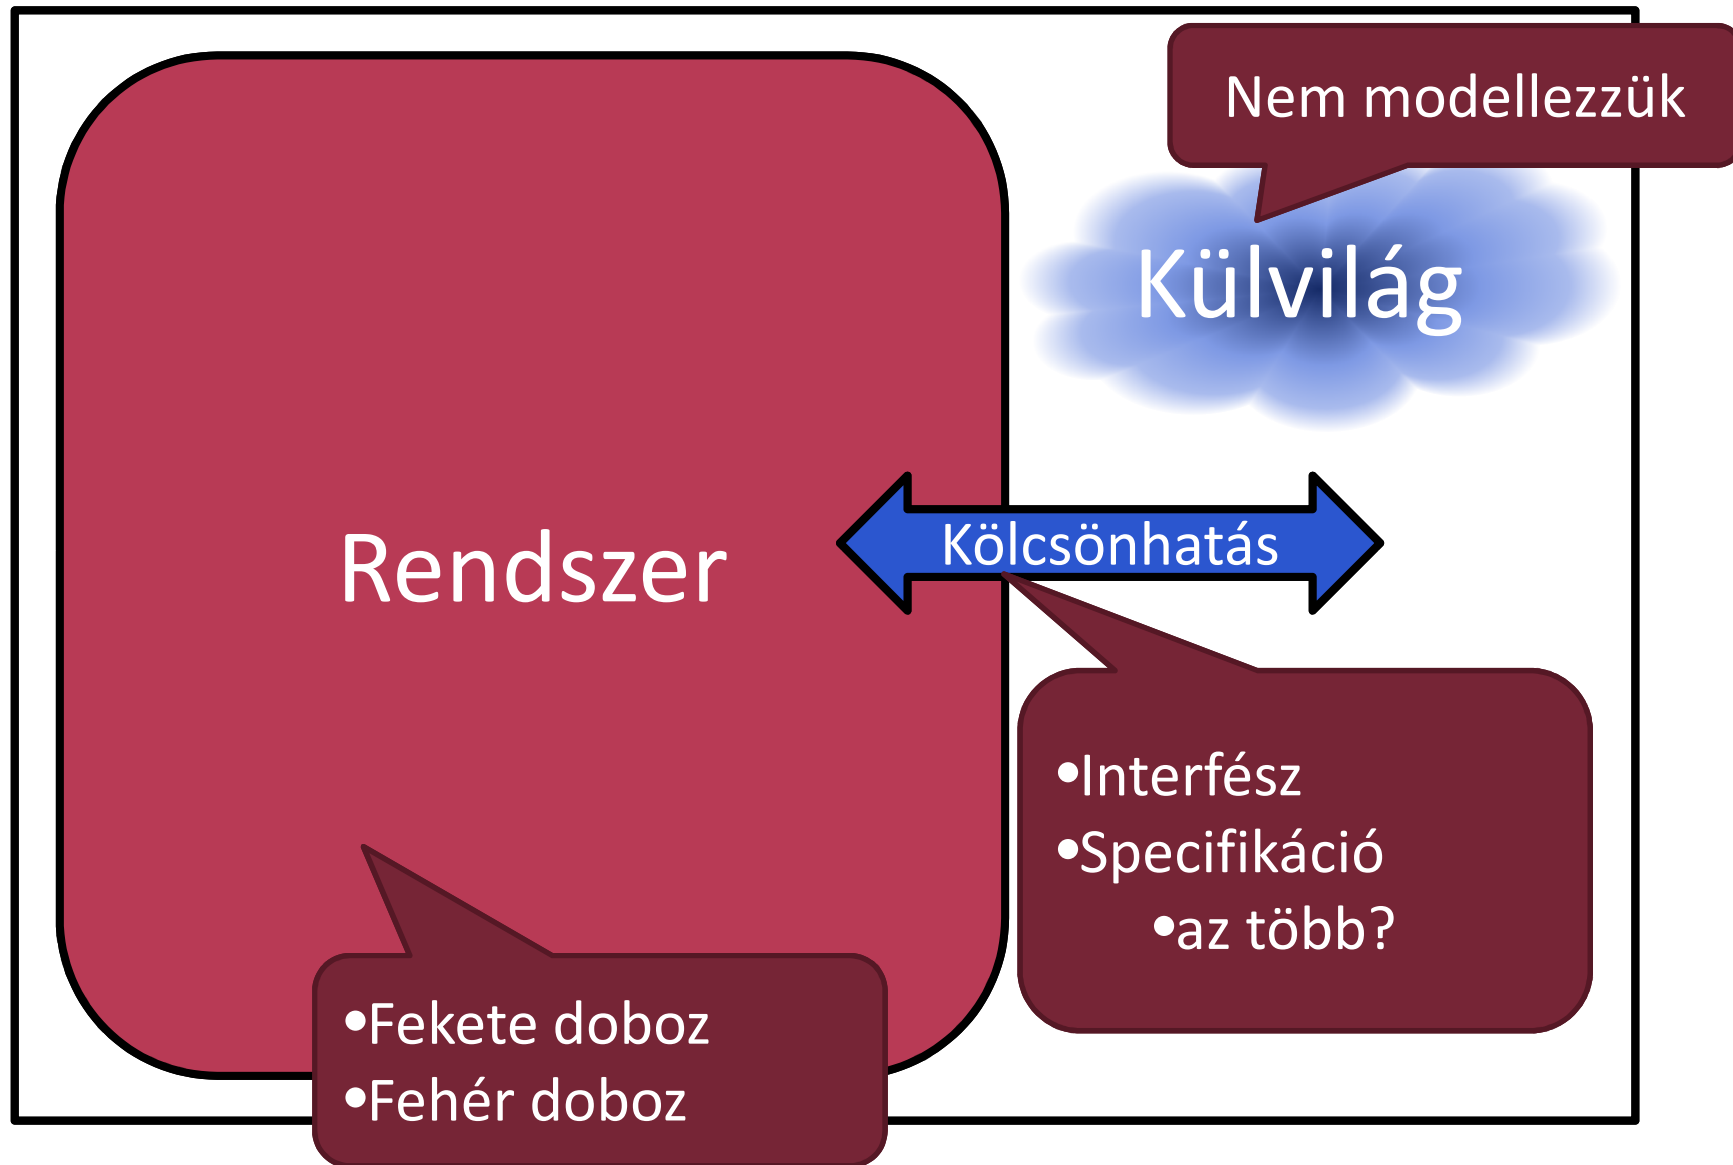 Nem modellezzük
Külvilág
Rendszer
Kölcsönhatás
•Interfész
•Specifikáció
•az több?
•Fekete doboz
•Fehér doboz